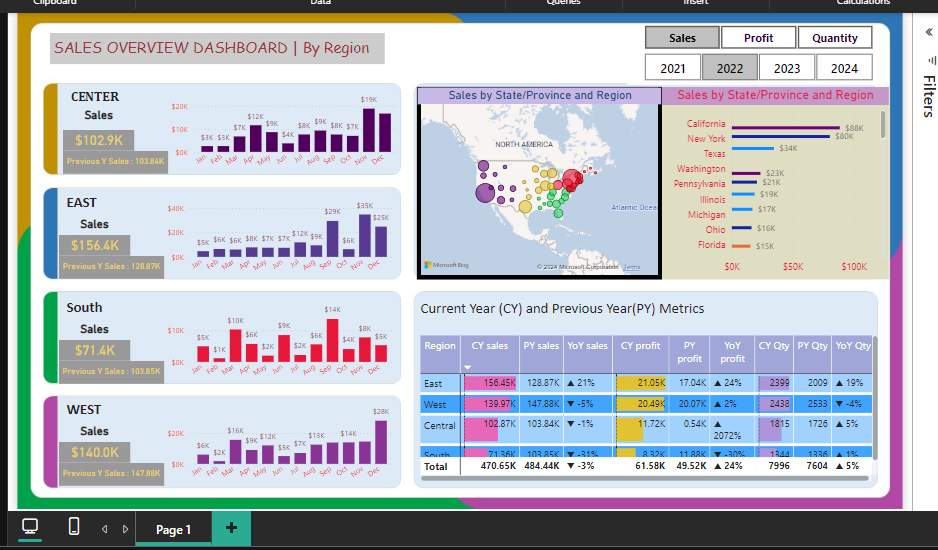 Clipboard Data Queries Insert Calculations
SALES OVERVIEW DASHBOARD | By Region
Sales Profit Quantity
2021 2022 2023 2024
Filters
CENTER
Sales
$102.9K
Previous Y Sales : 103.84K
$20K
$10K
$0K
$3K $3K $7K $12K $9K $4K $8K $9K $8K $7K $19K
Jan Feb Mar Apr May Jun Jul Aug Sep Oct Nov Dec
EAST
Sales
$156.4K
Previous Y Sales : 128.87K
$40K
$20K
$0K
$5K $6K $6K $8K $7K $7K $12K $9K $29K $6K $35K $25K
Jan Feb Mar Apr May Jun Jul Aug Sep Oct Nov Dec
South
Sales
$71.4K
Previous Y Sales : 103.85K
$10K
$0K
$5K $1K $10K $6K $2K $9K $2K $6K $14K $4K $8K $5K
Jan Feb Mar Apr May Jun Jul Aug Sep Oct Nov Dec
WEST
Sales
$140.0K
Previous Y Sales : 147.88K
$20K
$0K
$6K $2K $16K $9K $12K $5K $7K $13K $14K $28K
Jan Feb Mar Apr May Jun Jul Aug Sep Oct Nov Dec
Sales by State/Province and Region
NORTH AMERICA
Atlantic Ocea
Microsoft Bing
© 2024 Microsoft Corporation Terms
Sales by State/Province and Region
California $88K
New York $80K
Texas $34K
Washington $23K
Pennsylvania $21K
Illinois $19K
Michigan $17K
Ohio $16K
Florida $15K
$0K $50K $100K
Current Year (CY) and Previous Year(PY) Metrics
Region CY sales PY sales YoY sales CY profit PY profit YoY profit CY Qty PY Qty YoY Qty
East 156.45K 128.87K ▲ 21% 21.05K 17.04K ▲ 24% 2399 2009 ▲ 19%
West 139.97K 147.88K ▼ -5% 20.49K 20.07K ▲ 2% 2438 2533 ▼ -4%
Central 102.87K 103.84K ▼ -1% 11.72K 0.54K ▲ 2072% 1815 1726 ▲ 5%
South 71.36K 103.85K ▼ -31% 8.32K 11.88K ▼ -30% 1344 1336 ▲ 1%
Total 470.65K 484.44K ▼ -3% 61.58K 49.52K ▲ 24% 7996 7604 ▲ 5%
Page 1
+